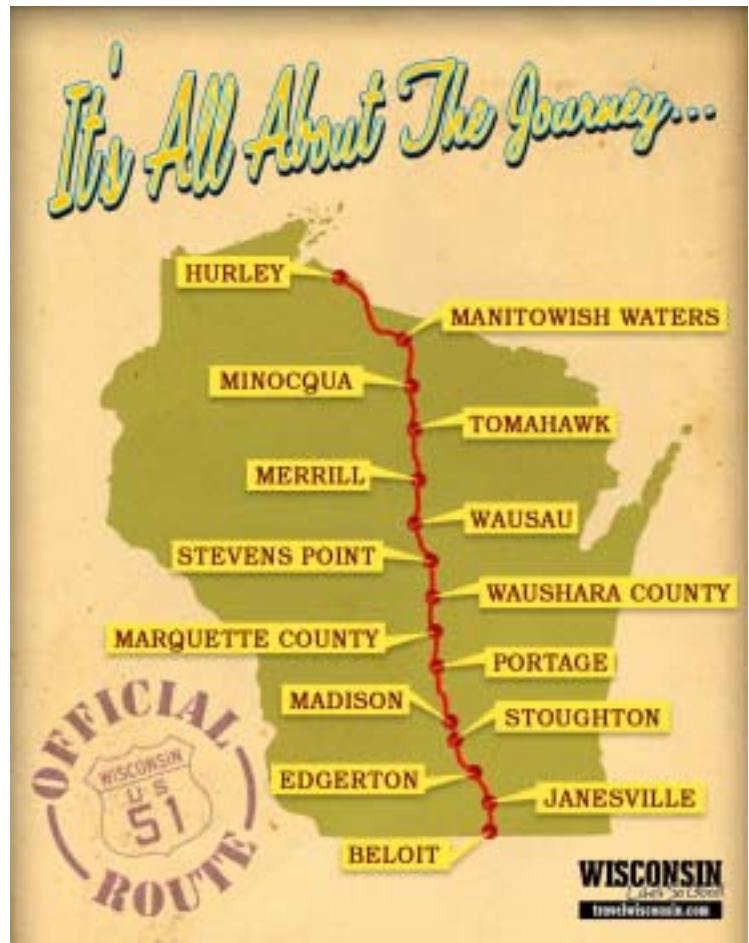 It's All About The Journey...
HURLEY
MANITOWISH WATERS
MINOCQUA
TOMAHAWK
MERRILL
WAUSAU
STEVENS POINT
WAUSHARA COUNTY
MARQUETTE COUNTY
PORTAGE
MADISON
STOUGHTON
EDGERTON
JANESVILLE
BELOIT
OFFICIAL
WISCONSIN
US
51
ROUTE
WISCONSIN
travelwisconsin.com